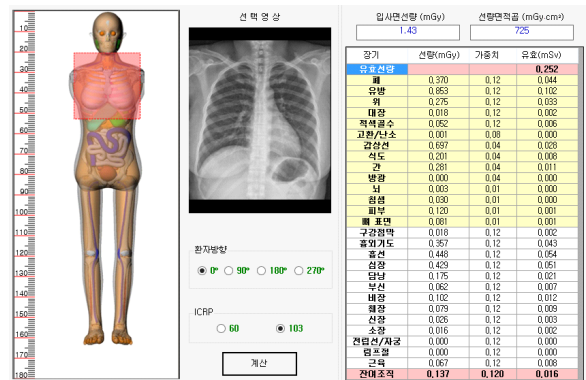 10
20
30
40
50
60
70
80
90
100
110
120
130
140
150
160
170
180
선 택 영 상
환자방향
0° 90° 180° 270°
ICRP
60 103
계산
입사면선량 (mGy) 선량면적곱 (mGy·cm²)
1.43 725
장기 선량(mGy) 가중치 유효(mSv)
유효선량 0.252
폐 0.370 0.12 0.044
유방 0.853 0.12 0.102
위 0.275 0.12 0.033
대장 0.018 0.12 0.002
적색골수 0.052 0.12 0.006
고환/난소 0.001 0.08 0.000
갑상선 0.697 0.04 0.028
식도 0.201 0.04 0.008
간 0.281 0.04 0.011
방광 0.000 0.04 0.000
뇌 0.003 0.01 0.000
침샘 0.030 0.01 0.000
피부 0.120 0.01 0.001
뼈 표면 0.081 0.01 0.001
구강점막 0.018 0.12 0.002
흉외기도 0.357 0.12 0.043
흉선 0.448 0.12 0.054
심장 0.429 0.12 0.051
담낭 0.175 0.12 0.021
부신 0.062 0.12 0.007
비장 0.102 0.12 0.012
췌장 0.079 0.12 0.009
신장 0.026 0.12 0.003
소장 0.016 0.12 0.002
전립선/자궁 0.000 0.12 0.000
림프절 0.000 0.12 0.000
근육 0.067 0.12 0.008
잔여조직 0.137 0.120 0.016